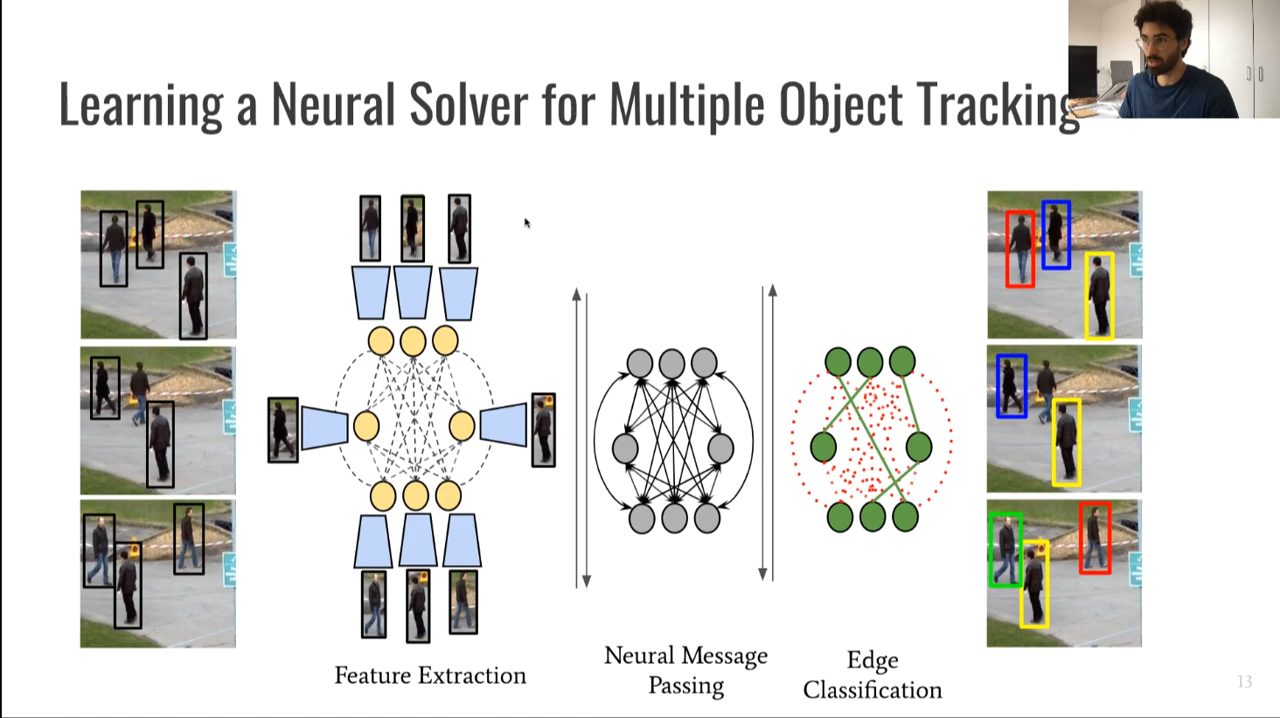 Learning a Neural Solver for Multiple Object Tracking
Feature Extraction
Neural Message
Passing
Edge
Classification
13